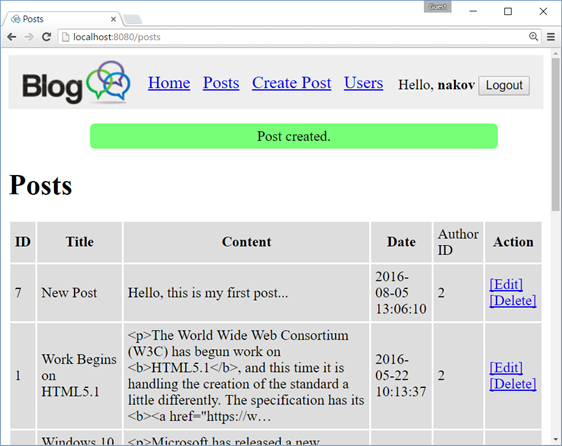 Guest
Posts
localhost:8080/posts
Blog Home Posts Create Post Users Hello, nakov Logout
Post created.
Posts
ID Title Content Date Author ID Action
7 New Post Hello, this is my first post... 2016-08-05 13:06:10 2 [Edit] [Delete]
1 Work Begins on HTML5.1 <p>The World Wide Web Consortium
(W3C) has begun work on
<b>HTML5.1</b>, and this time it is
handling the creation of the standard a
little differently. The specification has its
<b><a href="https://w… 2016-05-22 10:13:37 2 [Edit] [Delete]
Windows 10 <p>Microsoft has released a new